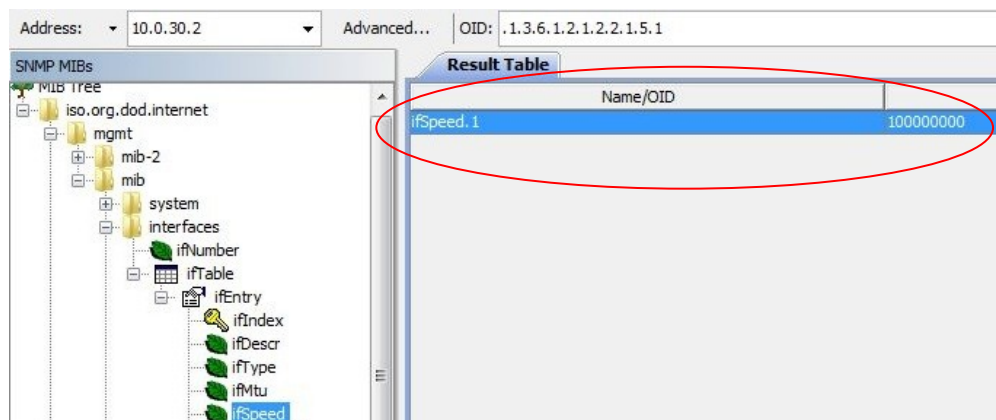 Address: 10.0.30.2 Advanced... OID: .1.3.6.1.2.1.2.2.1.5.1
SNMP MIBs
Result Table
MIB Tree
Name/OID
iso.org.dod.internet
ifSpeed.1 100000000
mgmt
mib-2
mib
system
interfaces
ifNumber
ifTable
ifEntry
ifIndex
ifDescr
ifType
ifMtu
ifSpeed